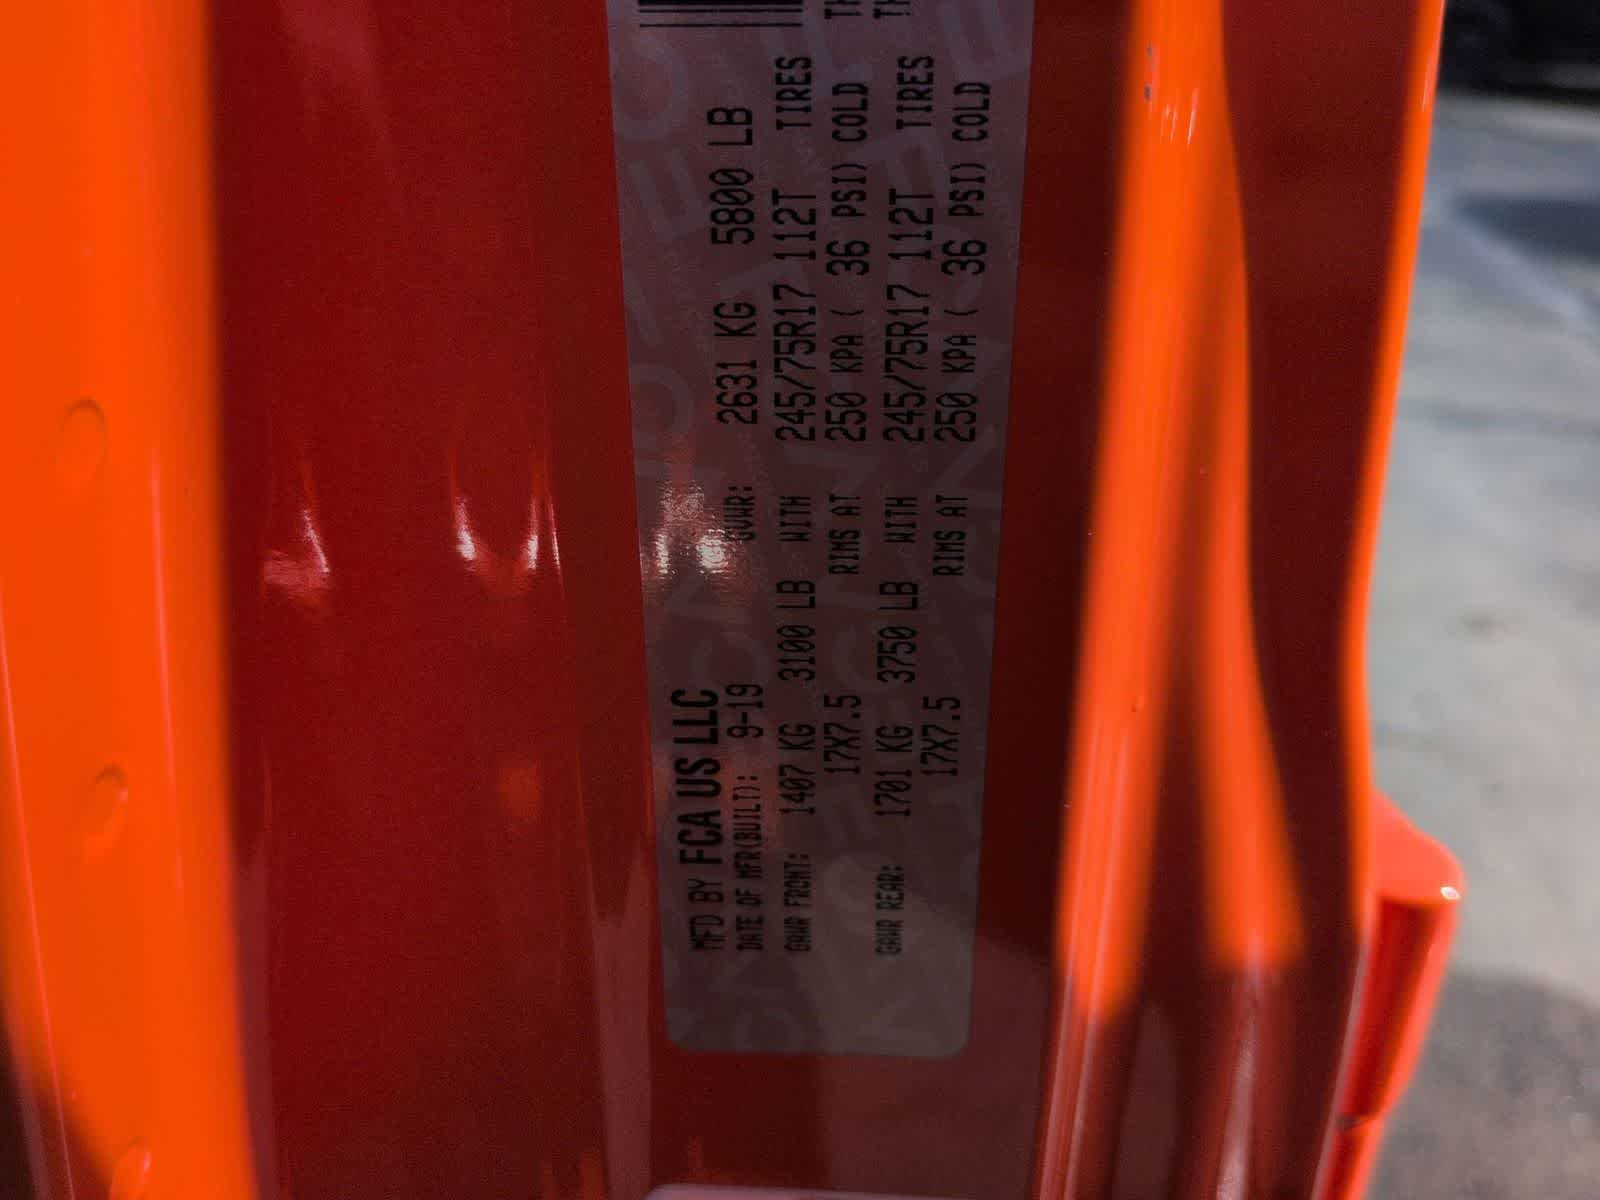 MFD BY FCA US LLC
DATE OF MFR(BUILT): 9-19 GVWR: 2631 KG 5800 LB
GAWR FRONT: 1407 KG 3100 LB WITH 245/75R17 112T TIRES
17X7.5 RIMS AT 250 KPA ( 36 PSI) COLD
GAWR REAR: 1701 KG 3750 LB WITH 245/75R17 112T TIRES
17X7.5 RIMS AT 250 KPA ( 36 PSI) COLD